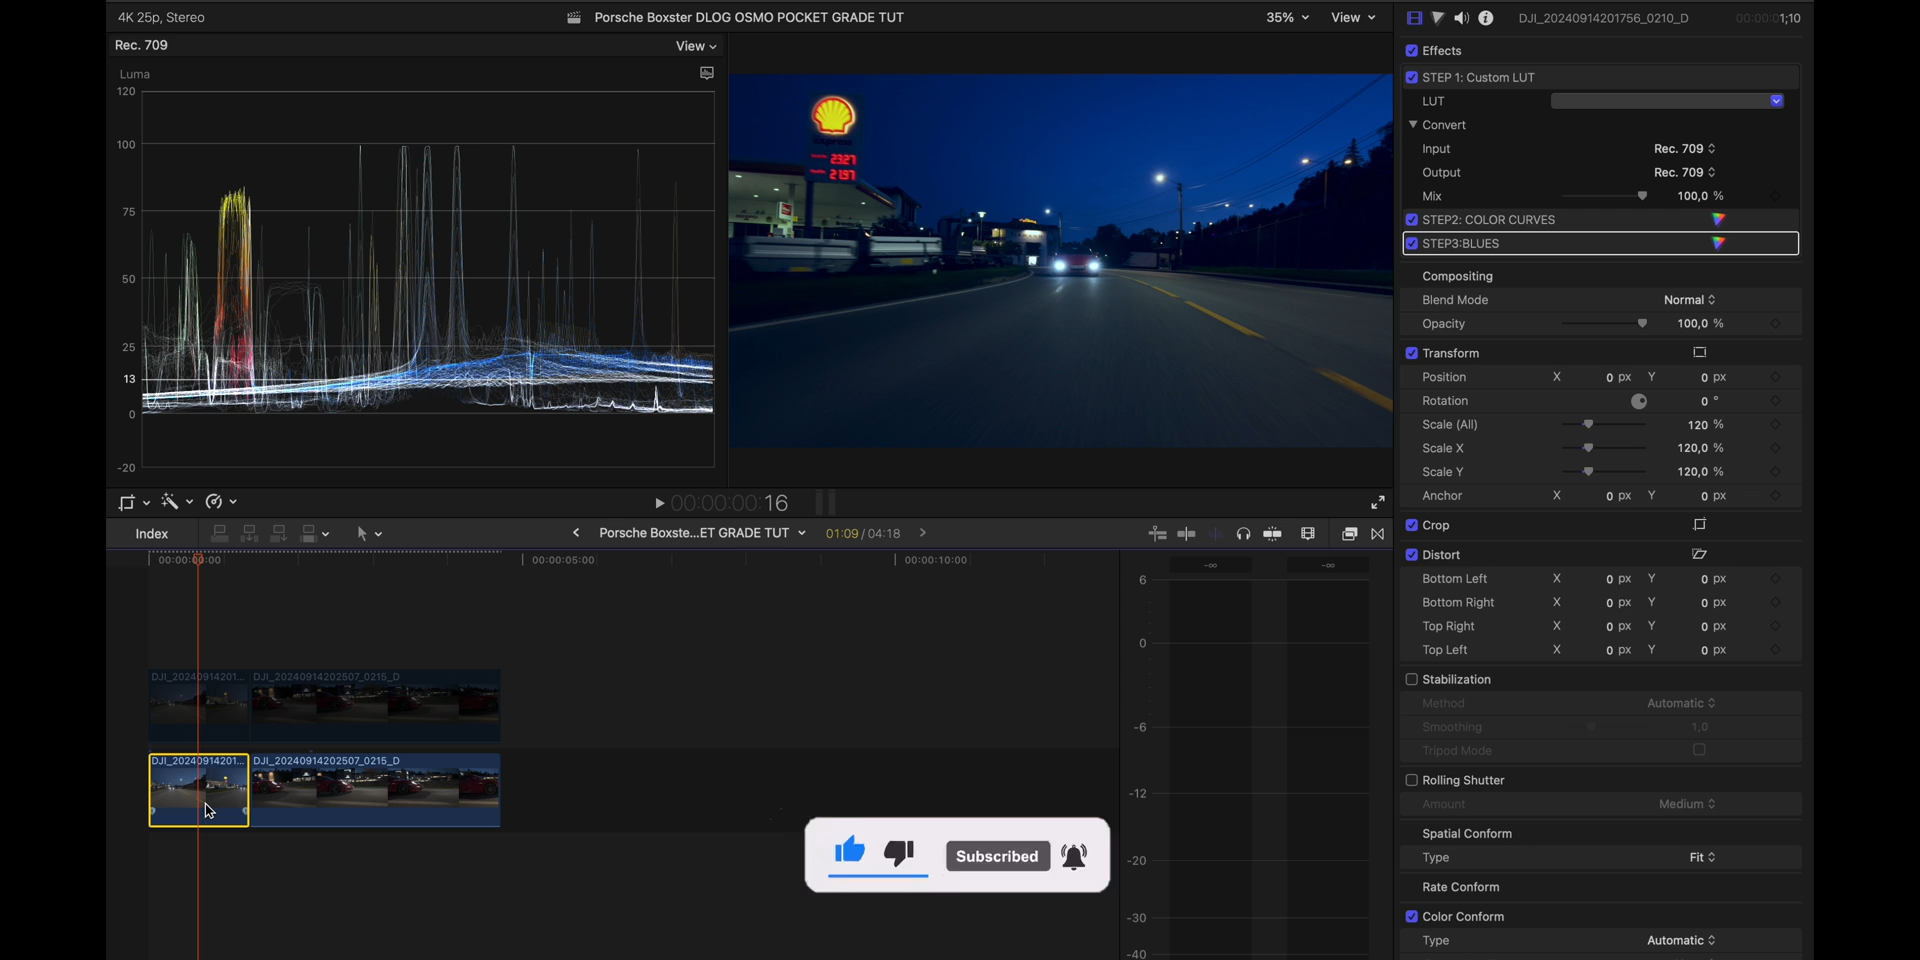 4K 25p, Stereo
Porsche Boxster DLOG OSMO POCKET GRADE TUT
35%
View
DJI_20240914201756_0210_D
00:00:01;10
Rec. 709
View
Luma
120
100
75
50
25
13
0
-20
2327
2197
Effects
STEP 1: Custom LUT
LUT
Convert
Input
Rec. 709
Output
Rec. 709
Mix
100,0 %
STEP2: COLOR CURVES
STEP3:BLUES
Compositing
Blend Mode
Normal
Opacity
100,0 %
Transform
Position
X 0 px Y 0 px
Rotation
0 °
Scale (All)
120 %
Scale X
120,0 %
Scale Y
120,0 %
Anchor
X 0 px Y 0 px
Crop
Distort
Bottom Left
X 0 px Y 0 px
Bottom Right
X 0 px Y 0 px
Top Right
X 0 px Y 0 px
Top Left
X 0 px Y 0 px
Stabilization
Method
Automatic
Smoothing
1,0
Tripod Mode
Rolling Shutter
Amount
Medium
Spatial Conform
Type
Fit
Rate Conform
Color Conform
Type
Automatic
00:00:00:16
Index
Porsche Boxste...ET GRADE TUT
01:09 / 04:18
00:00:00:00
00:00:05:00
00:00:10:00
DJI_20240914201...
DJI_20240914202507_0215_D
DJI_20240914201...
DJI_20240914202507_0215_D
-∞
-∞
6
0
-6
-12
-20
-30
-40
Subscribed